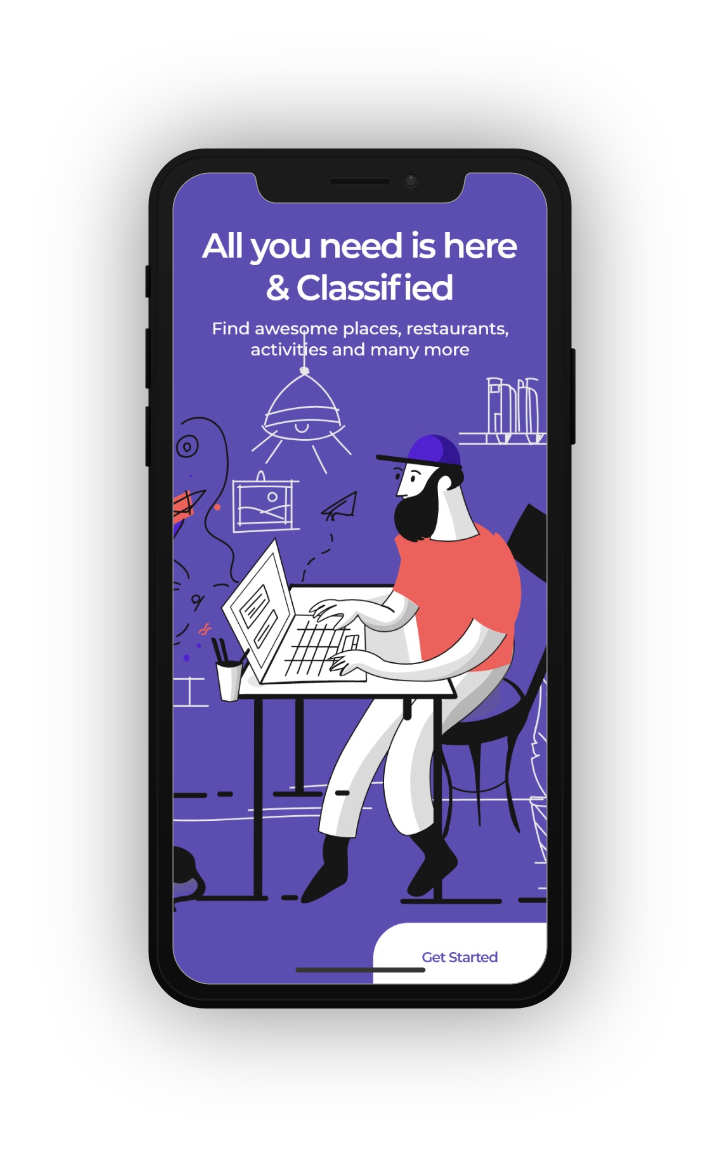 All you need is here
& Classified
Find awesome places, restaurants,
activities and many more
Get Started